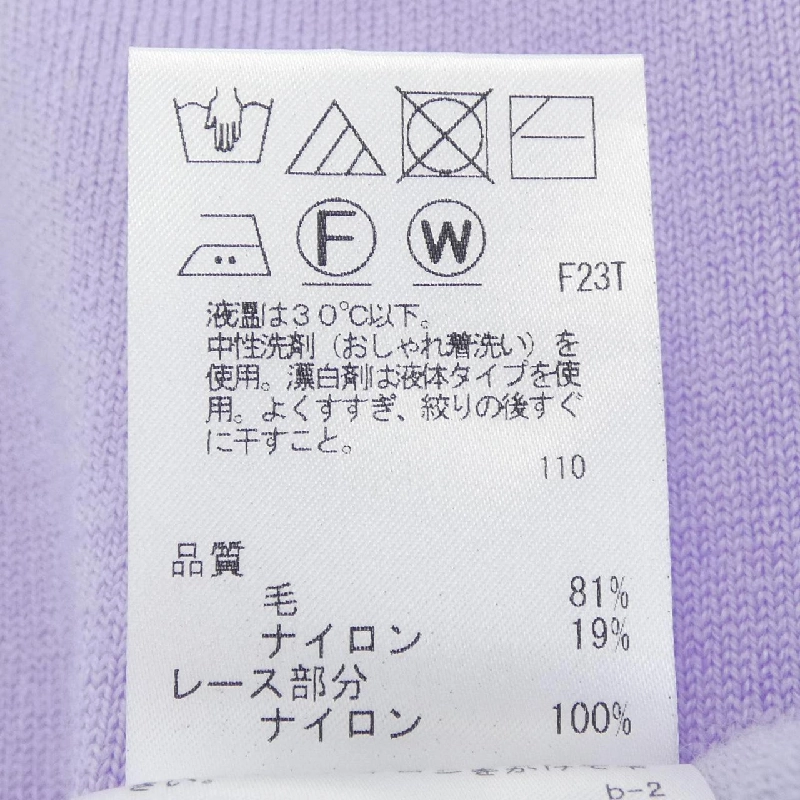 F W
F23T
液温は30℃以下。
中性洗剤(おしゃれ着洗い)を
使用。漂白剤は液体タイプを使
用。よくすすぎ、絞りの後すぐ
に干すこと。
110
品質
毛 81%
ナイロン 19%
レース部分
ナイロン 100%
b-2